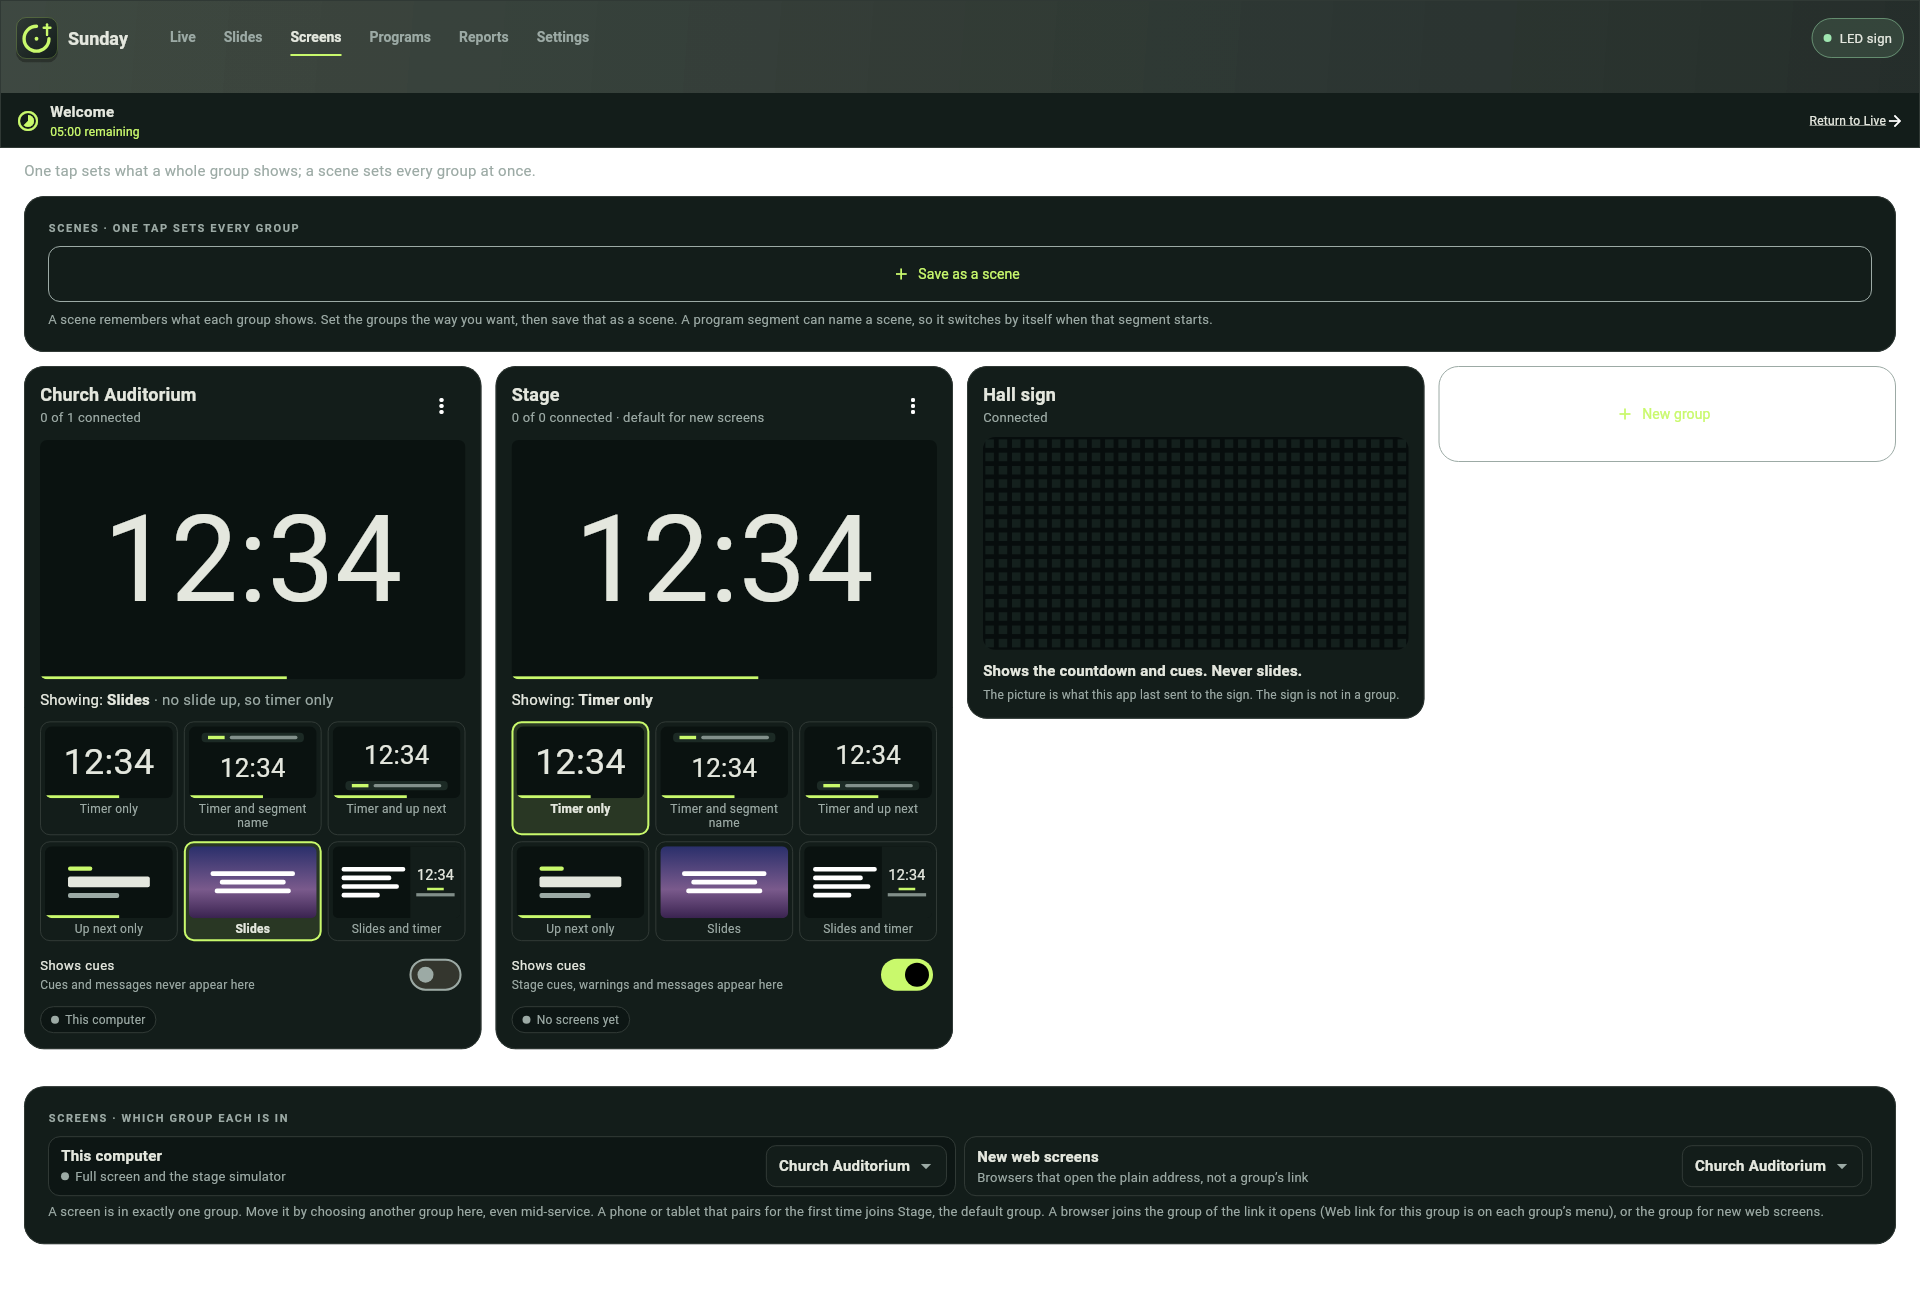 Sunday
Live
Slides
Screens
Programs
Reports
Settings
LED sign
Welcome
05:00 remaining
Return to Live
One tap sets what a whole group shows; a scene sets every group at once.
SCENES · ONE TAP SETS EVERY GROUP
Save as a scene
A scene remembers what each group shows. Set the groups the way you want, then save that as a scene. A program segment can name a scene, so it switches by itself when that segment starts.
Church Auditorium
0 of 1 connected
12:34
Showing: Slides · no slide up, so timer only
12:34
Timer only
12:34
Timer and segment
name
12:34
Timer and up next
Up next only
Slides
12:34
Slides and timer
Shows cues
Cues and messages never appear here
This computer
Stage
0 of 0 connected · default for new screens
12:34
Showing: Timer only
12:34
Timer only
12:34
Timer and segment
name
12:34
Timer and up next
Up next only
Slides
12:34
Slides and timer
Shows cues
Stage cues, warnings and messages appear here
No screens yet
Hall sign
Connected
Shows the countdown and cues. Never slides.
The picture is what this app last sent to the sign. The sign is not in a group.
New group
SCREENS · WHICH GROUP EACH IS IN
This computer
Full screen and the stage simulator
Church Auditorium
New web screens
Browsers that open the plain address, not a group’s link
Church Auditorium
A screen is in exactly one group. Move it by choosing another group here, even mid-service. A phone or tablet that pairs for the first time joins Stage, the default group. A browser joins the group of the link it opens (Web link for this group is on each group’s menu), or the group for new web screens.